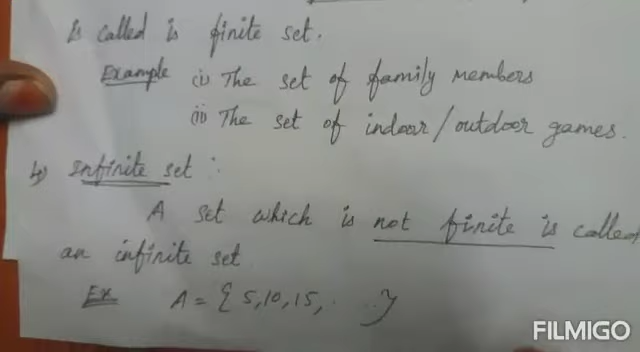 is called is finite set.
Example (i) The set of family members
(ii) The set of indoor/outdoor games.
4) Infinite set :
A set which is not finite is called
an infinite set
Ex A = { 5,10,15, . . . }
FILMIGO